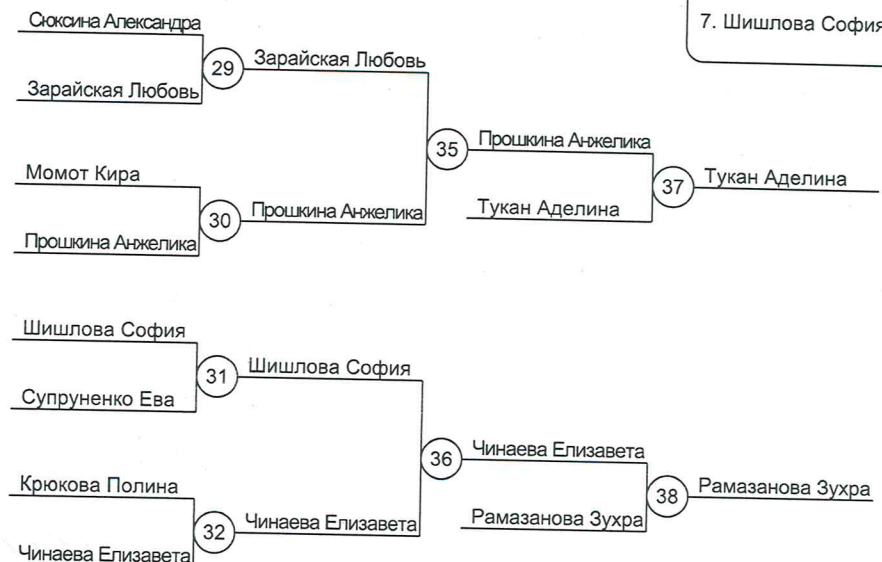 Сюксина Александра
7. Шишлова София
29
Зарайская Любовь
Зарайская Любовь
35
Прошкина Анжелика
Момот Кира
37
Тукан Аделина
30
Прошкина Анжелика
Тукан Аделина
Прошкина Анжелика
Шишлова София
31
Шишлова София
Супруненко Ева
36
Чинаева Елизавета
Крюкова Полина
38
Рамазанова Зухра
32
Чинаева Елизавета
Рамазанова Зухра
Чинаева Елизавета